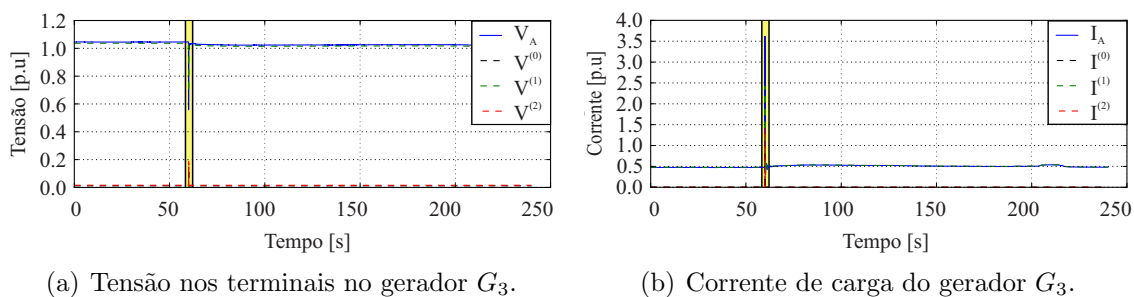 1.2
1.0
0.8
0.6
0.4
0.2
0.0
Tensão [p.u]
0 50 100 150 200 250
Tempo [s]
V_A
V^(0)
V^(1)
V^(2)
(a) Tensão nos terminais no gerador G_3.
4.0
3.5
3.0
2.5
2.0
1.5
1.0
0.5
0.0
Corrente [p.u]
0 50 100 150 200 250
Tempo [s]
I_A
I^(0)
I^(1)
I^(2)
(b) Corrente de carga do gerador G_3.